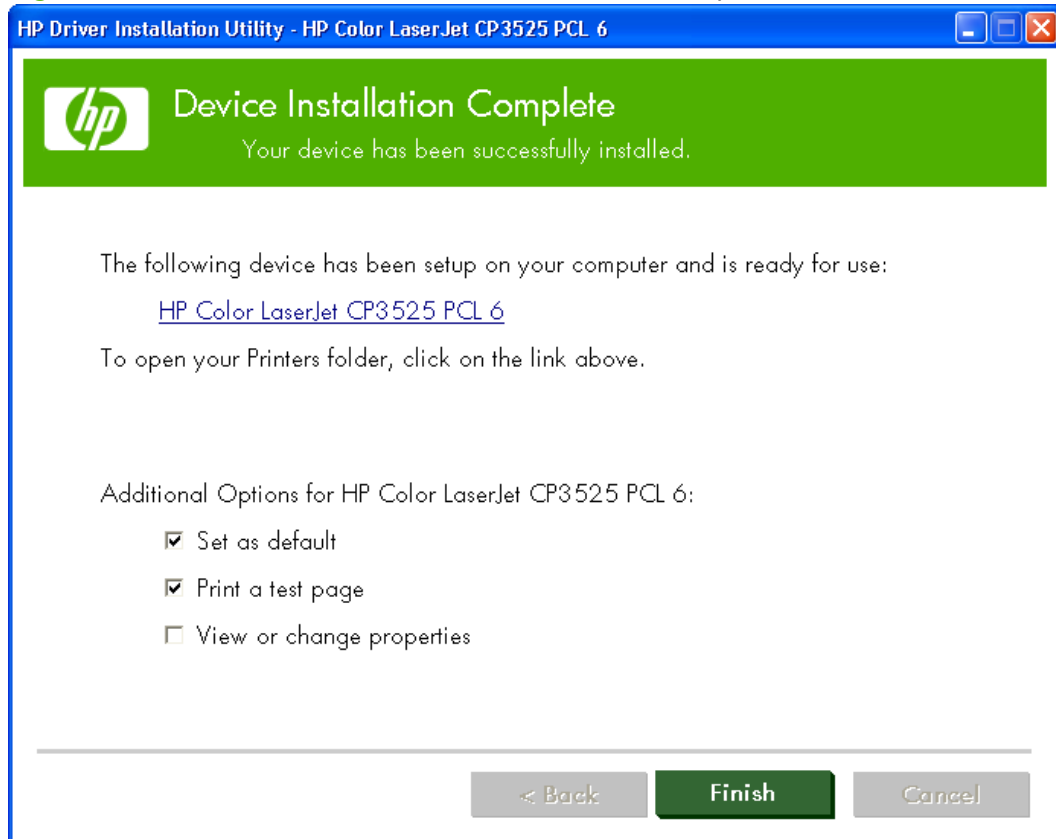 HP Driver Installation Utility - HP Color LaserJet CP3525 PCL 6
hp
Device Installation Complete
Your device has been successfully installed.
The following device has been setup on your computer and is ready for use:
HP Color LaserJet CP3525 PCL 6
To open your Printers folder, click on the link above.
Additional Options for HP Color LaserJet CP3525 PCL 6:
Set as default
Print a test page
View or change properties
< Back Finish Cancel